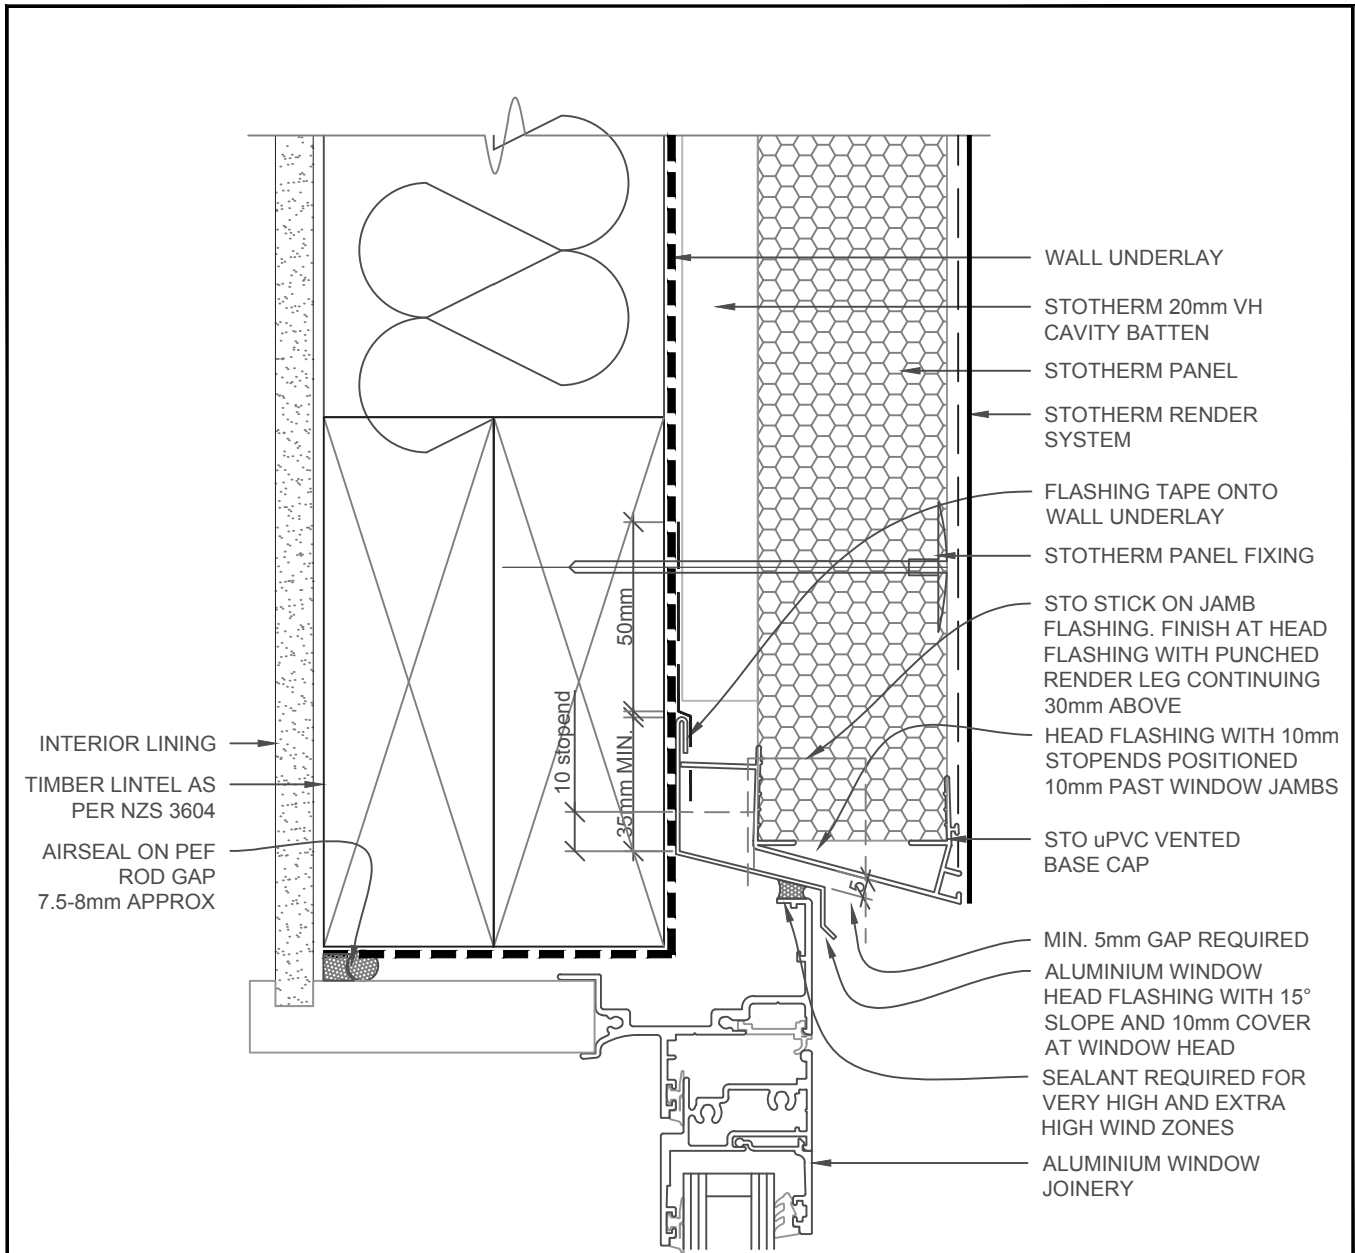 WALL UNDERLAY
STOTHERM 20mm VH
CAVITY BATTEN
STOTHERM PANEL
STOTHERM RENDER
SYSTEM
FLASHING TAPE ONTO
WALL UNDERLAY
STOTHERM PANEL FIXING
STO STICK ON JAMB
FLASHING. FINISH AT HEAD
FLASHING WITH PUNCHED
RENDER LEG CONTINUING
30mm ABOVE
HEAD FLASHING WITH 10mm
STOPENDS POSITIONED
10mm PAST WINDOW JAMBS
STO uPVC VENTED
BASE CAP
MIN. 5mm GAP REQUIRED
ALUMINIUM WINDOW
HEAD FLASHING WITH 15°
SLOPE AND 10mm COVER
AT WINDOW HEAD
SEALANT REQUIRED FOR
VERY HIGH AND EXTRA
HIGH WIND ZONES
ALUMINIUM WINDOW
JOINERY
50mm
10 stopend
35mm MIN.
5
INTERIOR LINING
TIMBER LINTEL AS
PER NZS 3604
AIRSEAL ON PEF
ROD GAP
7.5-8mm APPROX